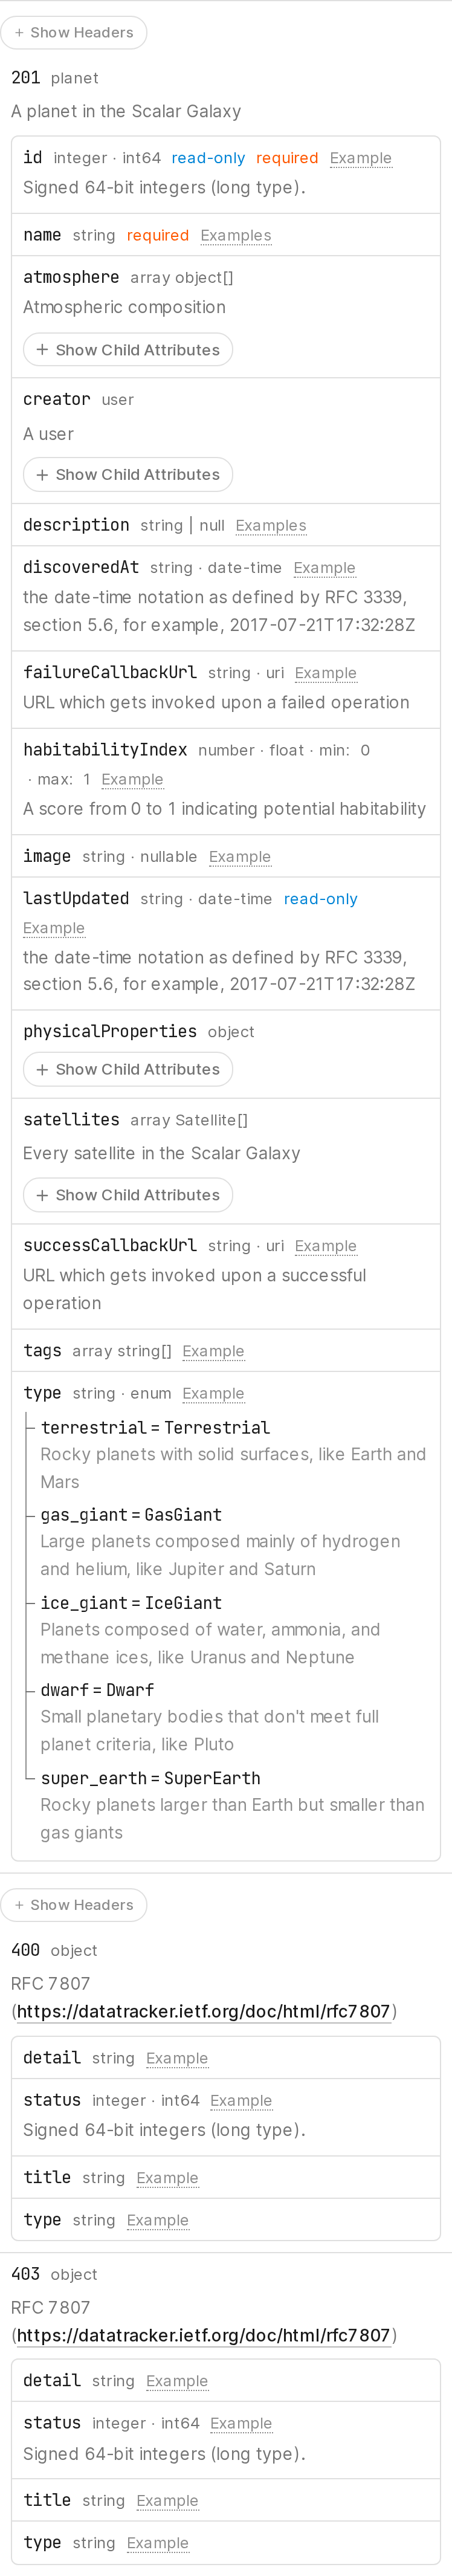 + Show Headers
201 planet
A planet in the Scalar Galaxy
id integer · int64 read-only required Example
Signed 64-bit integers (long type).
name string required Examples
atmosphere array object[]
Atmospheric composition
+ Show Child Attributes
creator user
A user
+ Show Child Attributes
description string | null Examples
discoveredAt string · date-time Example
the date-time notation as defined by RFC 3339,
section 5.6, for example, 2017-07-21T17:32:28Z
failureCallbackUrl string · uri Example
URL which gets invoked upon a failed operation
habitabilityIndex number · float · min: 0
· max: 1 Example
A score from 0 to 1 indicating potential habitability
image string · nullable Example
lastUpdated string · date-time read-only
Example
the date-time notation as defined by RFC 3339,
section 5.6, for example, 2017-07-21T17:32:28Z
physicalProperties object
+ Show Child Attributes
satellites array Satellite[]
Every satellite in the Scalar Galaxy
+ Show Child Attributes
successCallbackUrl string · uri Example
URL which gets invoked upon a successful
operation
tags array string[] Example
type string · enum Example
terrestrial = Terrestrial
Rocky planets with solid surfaces, like Earth and
Mars
gas_giant = GasGiant
Large planets composed mainly of hydrogen
and helium, like Jupiter and Saturn
ice_giant = IceGiant
Planets composed of water, ammonia, and
methane ices, like Uranus and Neptune
dwarf = Dwarf
Small planetary bodies that don't meet full
planet criteria, like Pluto
super_earth = SuperEarth
Rocky planets larger than Earth but smaller than
gas giants
+ Show Headers
400 object
RFC 7807
(https://datatracker.ietf.org/doc/html/rfc7807)
detail string Example
status integer · int64 Example
Signed 64-bit integers (long type).
title string Example
type string Example
403 object
RFC 7807
(https://datatracker.ietf.org/doc/html/rfc7807)
detail string Example
status integer · int64 Example
Signed 64-bit integers (long type).
title string Example
type string Example